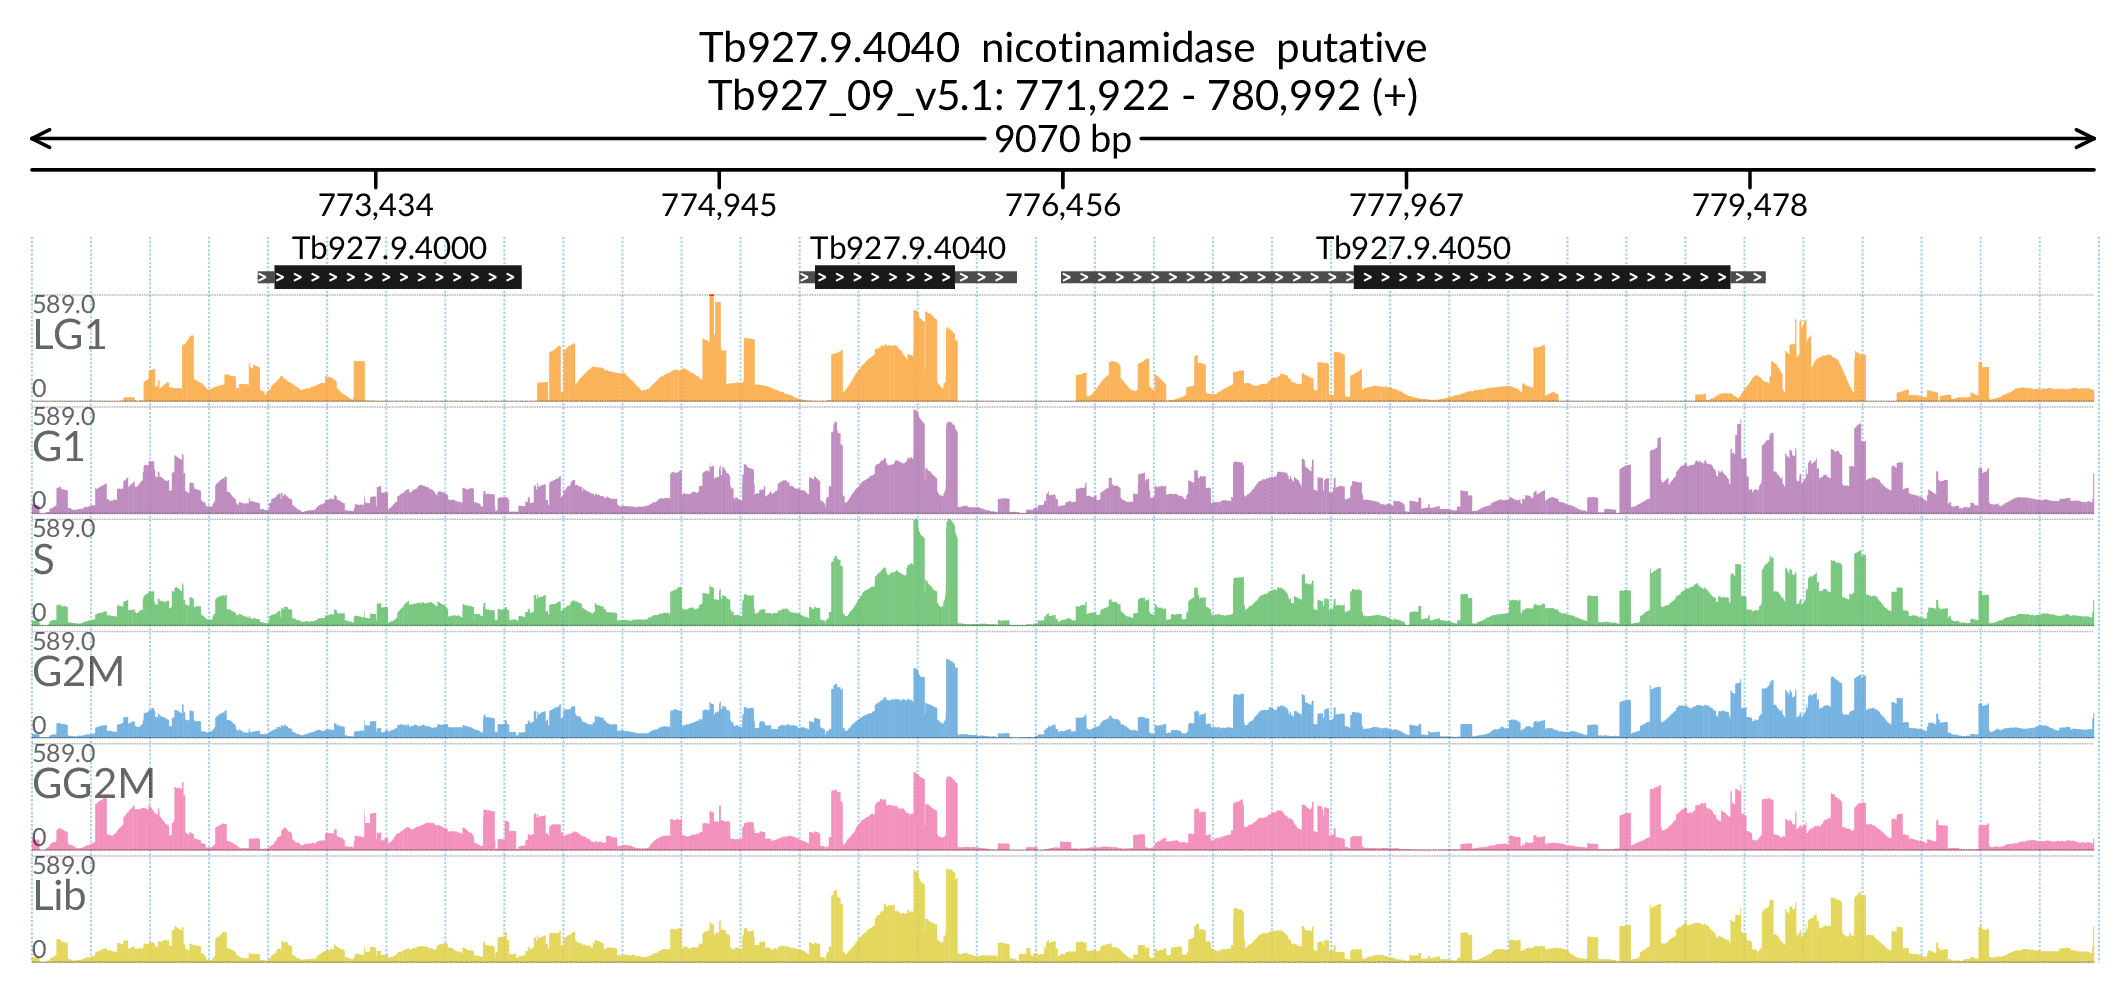 Tb927.9.4040 nicotinamidase putative
Tb927_09_v5.1: 771,922 - 780,992 (+)
9070 bp
773,434 774,945 776,456 777,967 779,478
Tb927.9.4000 Tb927.9.4040 Tb927.9.4050
589.0
LG1
0
589.0
G1
0
589.0
S
0
589.0
G2M
0
589.0
GG2M
0
589.0
Lib
0